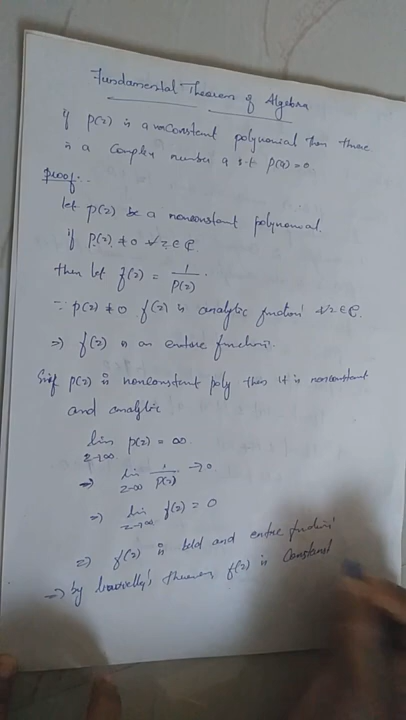 Fundamental Theorem of Algebra
if p(z) is a nonconstant polynomial then there
is a complex number a s.t P(a) = 0
Proof:-
let p(z) be a nonconstant polynomial.
if P(z) ≠ 0 ∀ z ∈ ℂ
then let f(z) = 1/P(z).
∵ p(z) ≠ 0 f(z) is analytic function ∀ z ∈ ℂ.
⇒ f(z) is an entire function.
p(z) is nonconstant poly then it is nonconstant
and analytic
lim z→∞ p(z) = ∞
⇒ lim z→∞ 1/P(z) → 0
⇒ lim z→∞ f(z) = 0
⇒ f(z) is bdd and entire function
⇒ by theorem f(z) is Constant